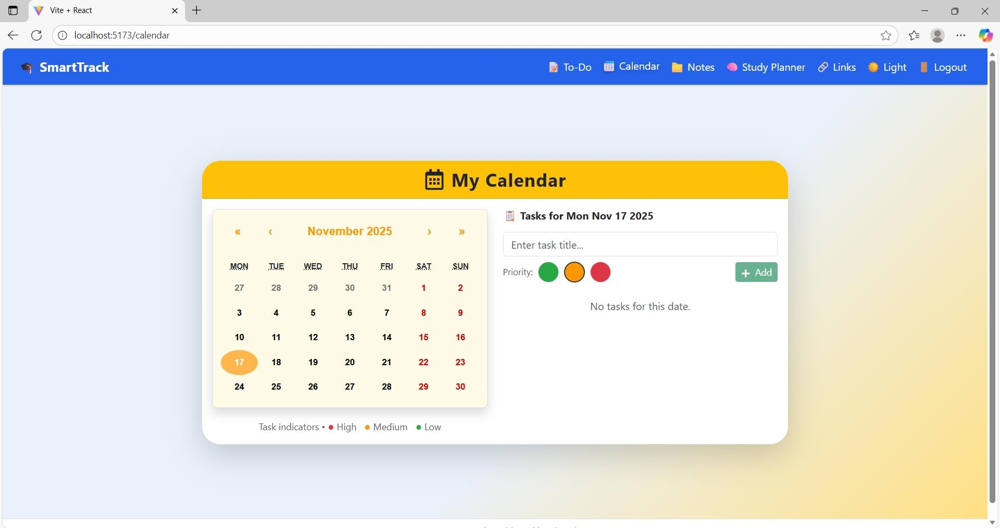 Vite + React
localhost:5173/calendar
SmartTrack
To-Do
Calendar
Notes
Study Planner
Links
Light
Logout
My Calendar
« ‹ November 2025 › »
MON TUE WED THU FRI SAT SUN
27 28 29 30 31 1 2
3 4 5 6 7 8 9
10 11 12 13 14 15 16
17 18 19 20 21 22 23
24 25 26 27 28 29 30
Task indicators • High Medium Low
Tasks for Mon Nov 17 2025
Enter task title...
Priority:
+ Add
No tasks for this date.